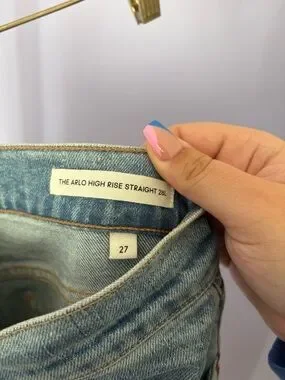 THE ARLO HIGH RISE STRAIGHT 28L
27